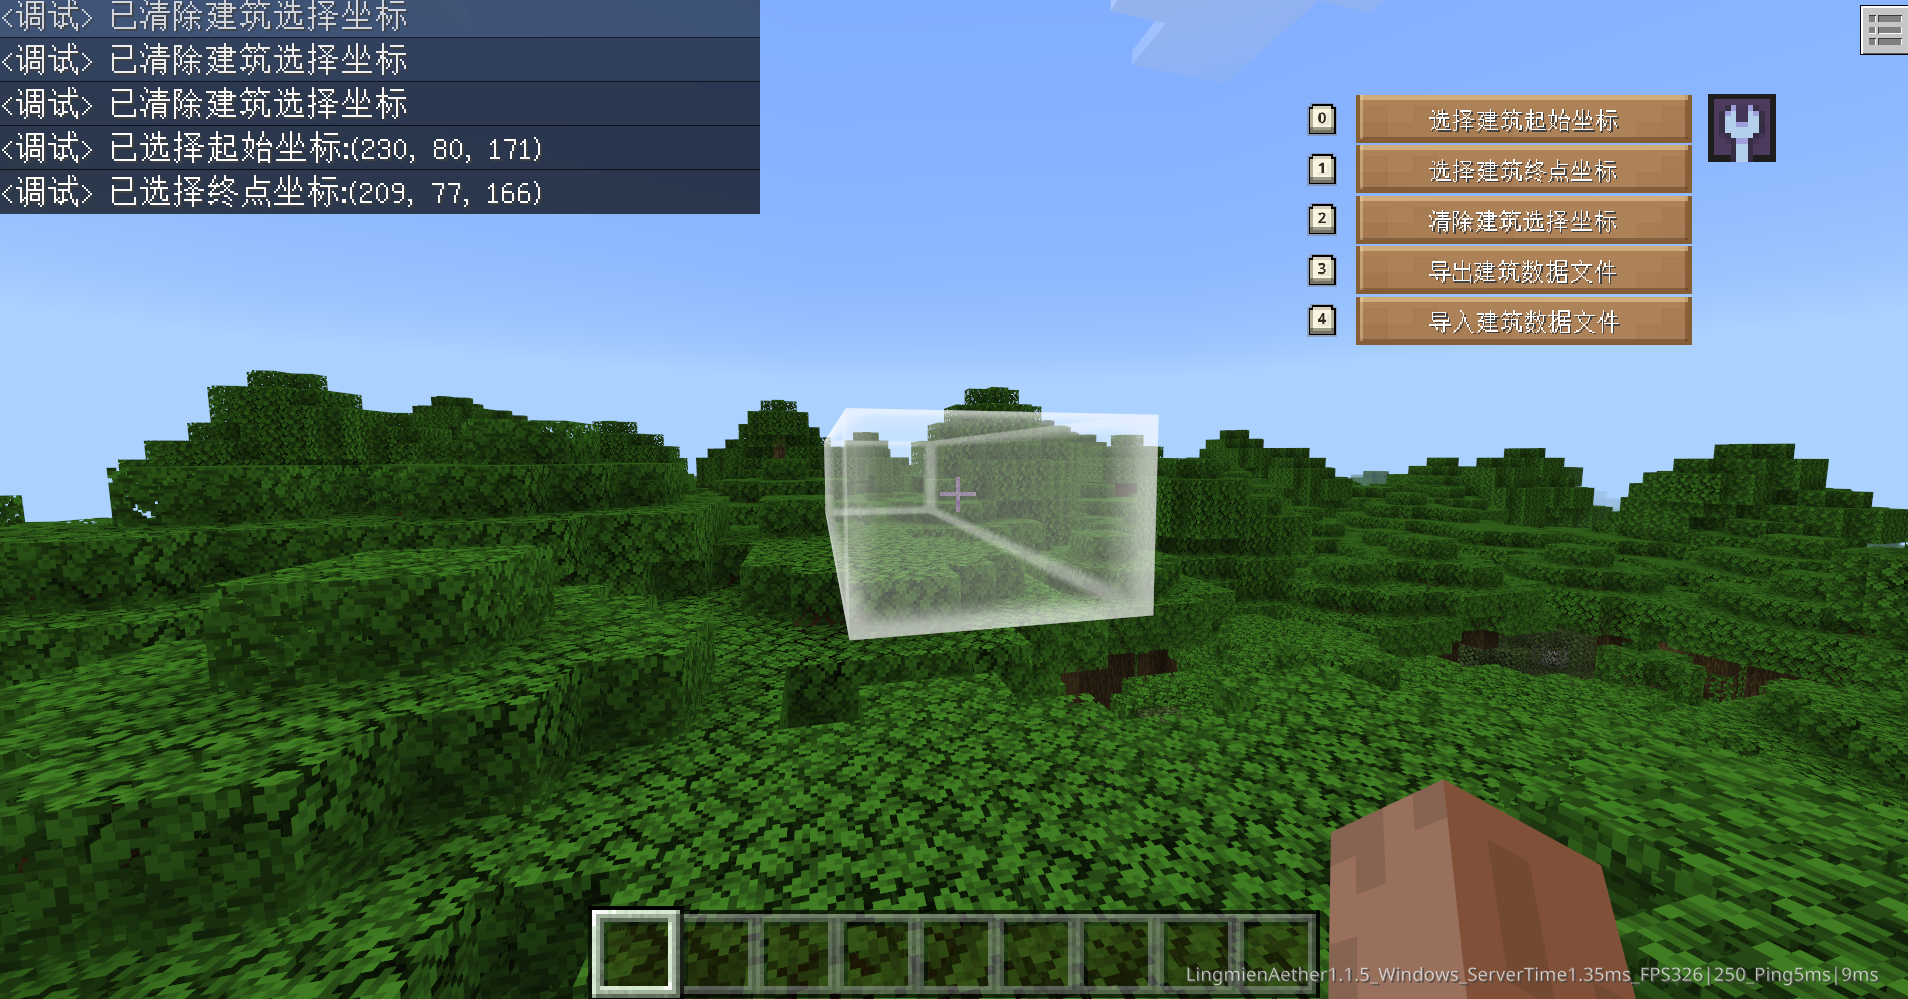 <调试> 已清除建筑选择坐标
<调试> 已清除建筑选择坐标
<调试> 已清除建筑选择坐标
<调试> 已选择起始坐标:(230, 80, 171)
<调试> 已选择终点坐标:(209, 77, 166)
0 选择建筑起始坐标
1 选择建筑终点坐标
2 清除建筑选择坐标
3 导出建筑数据文件
4 导入建筑数据文件
LingmienAether1.1.5_Windows_ServerTime1.35ms_FPS326|250_Ping5ms|9ms